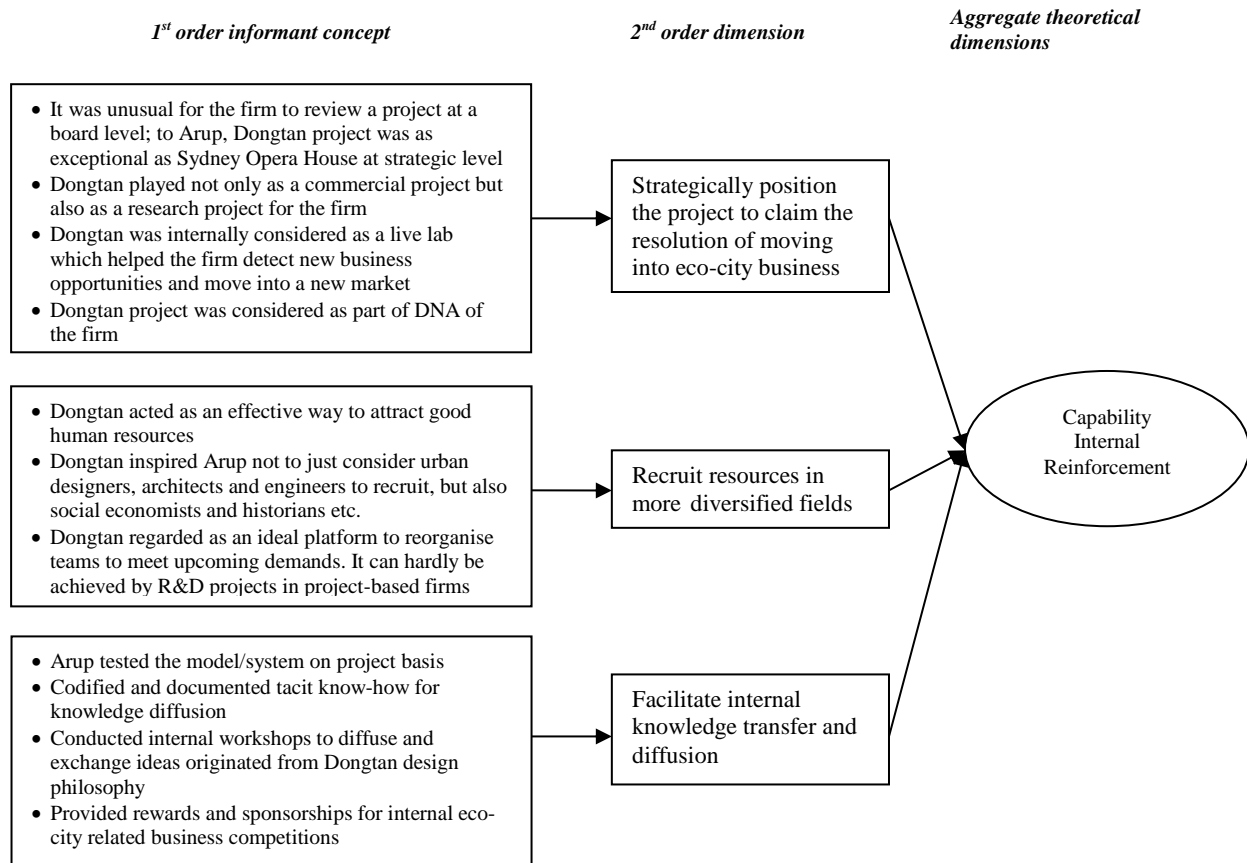 1st order informant concept
2nd order dimension
Aggregate theoretical
dimensions
• It was unusual for the firm to review a project at a
board level; to Arup, Dongtan project was as
exceptional as Sydney Opera House at strategic level
• Dongtan played not only as a commercial project but
also as a research project for the firm
• Dongtan was internally considered as a live lab
which helped the firm detect new business
opportunities and move into a new market
• Dongtan project was considered as part of DNA of
the firm
Strategically position
the project to claim the
resolution of moving
into eco-city business
• Dongtan acted as an effective way to attract good
human resources
• Dongtan inspired Arup not to just consider urban
designers, architects and engineers to recruit, but also
social economists and historians etc.
• Dongtan regarded as an ideal platform to reorganise
teams to meet upcoming demands. It can hardly be
achieved by R&D projects in project-based firms
Recruit resources in
more diversified fields
Capability
Internal
Reinforcement
• Arup tested the model/system on project basis
• Codified and documented tacit know-how for
knowledge diffusion
• Conducted internal workshops to diffuse and
exchange ideas originated from Dongtan design
philosophy
• Provided rewards and sponsorships for internal eco-
city related business competitions
Facilitate internal
knowledge transfer and
diffusion